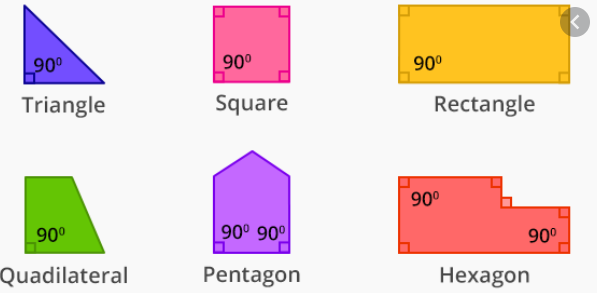 90⁰
90⁰
90⁰
Triangle
Square
Rectangle
90⁰
90⁰ 90⁰
90⁰
90⁰
Quadilateral
Pentagon
Hexagon